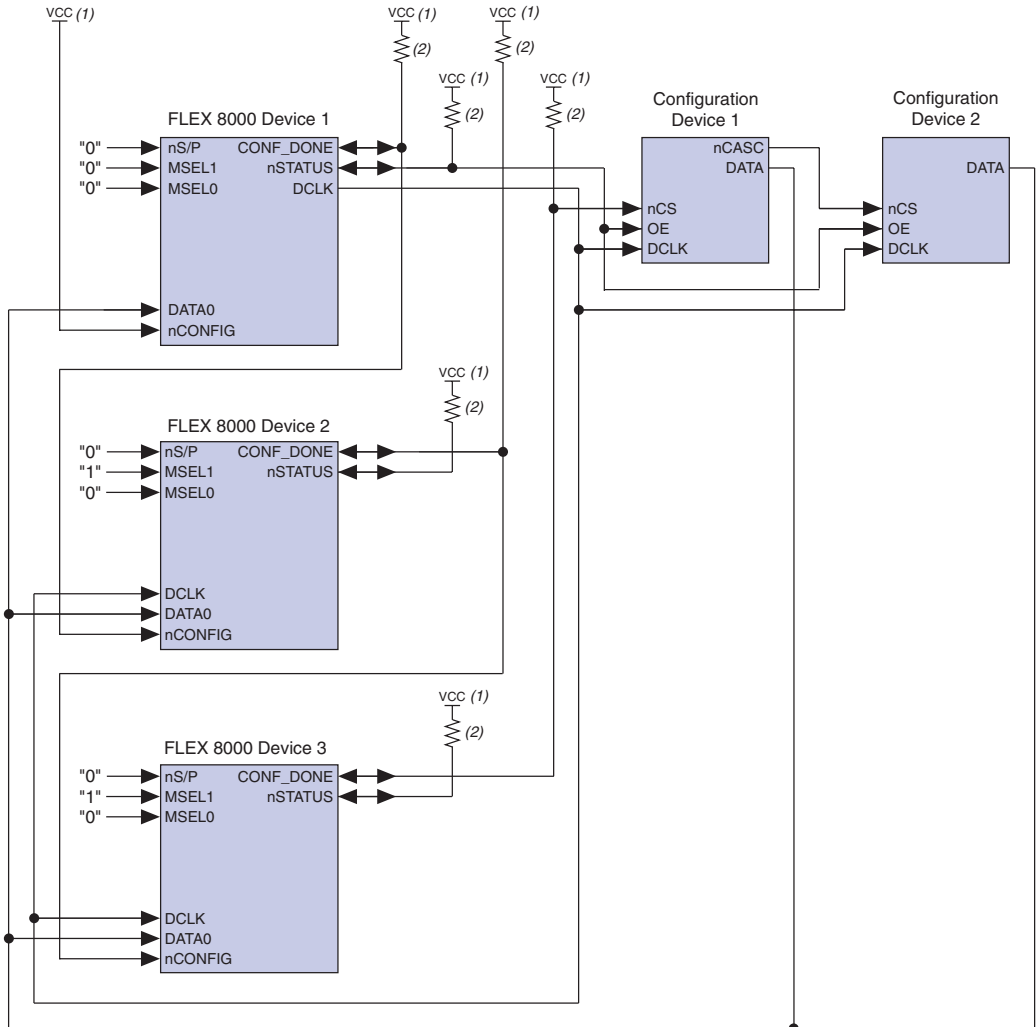 VCC (1)
VCC (1)
(2)
VCC (1)
(2)
VCC (1)
(2)
VCC (1)
(2)
FLEX 8000 Device 1
"0" nS/P CONF_DONE
"0" MSEL1 nSTATUS
"0" MSEL0 DCLK
DATA0
nCONFIG
Configuration
Device 1
nCASC
DATA
nCS
OE
DCLK
Configuration
Device 2
DATA
nCS
OE
DCLK
VCC (1)
(2)
FLEX 8000 Device 2
"0" nS/P CONF_DONE
"1" MSEL1 nSTATUS
"0" MSEL0
DCLK
DATA0
nCONFIG
VCC (1)
(2)
FLEX 8000 Device 3
"0" nS/P CONF_DONE
"1" MSEL1 nSTATUS
"0" MSEL0
DCLK
DATA0
nCONFIG